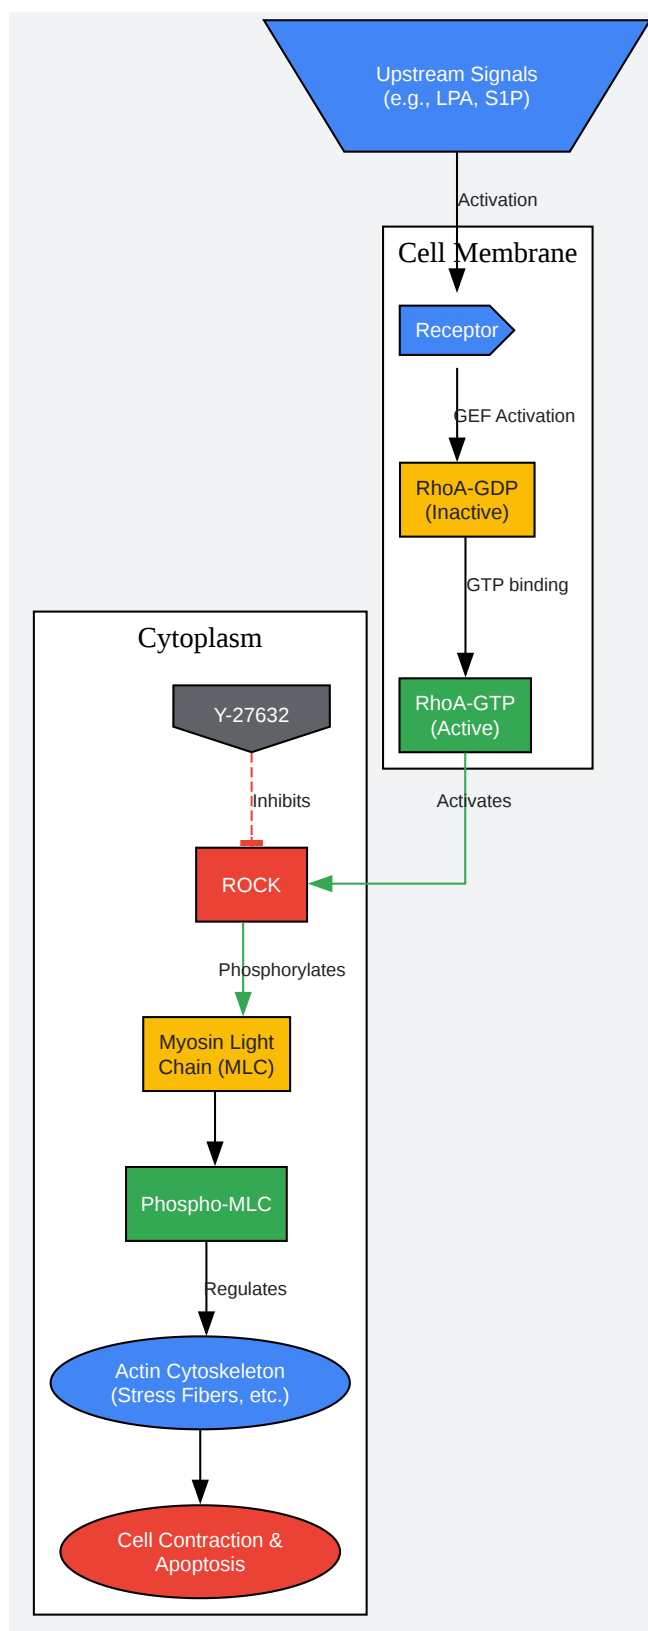 Upstream Signals
(e.g., LPA, S1P)
Activation
Cell Membrane
Receptor
GEF Activation
RhoA-GDP
(Inactive)
GTP binding
RhoA-GTP
(Active)
Activates
Cytoplasm
Y-27632
Inhibits
ROCK
Phosphorylates
Myosin Light
Chain (MLC)
Phospho-MLC
Regulates
Actin Cytoskeleton
(Stress Fibers, etc.)
Cell Contraction &
Apoptosis